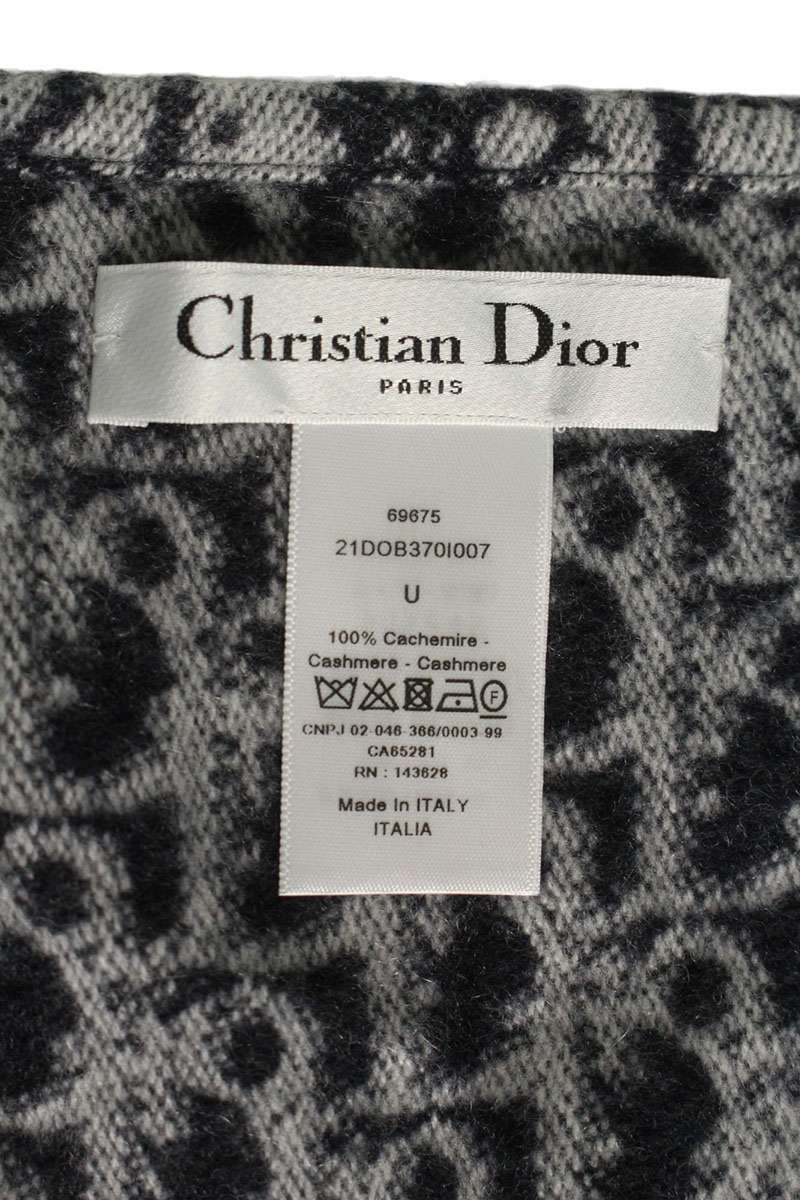 Christian Dior
PARIS
69675
21DOB370I007
U
100% Cachemire -
Cashmere - Cashmere
F
CNPJ 02-046-366/0003-99
CA65281
RN : 143628
Made In ITALY
ITALIA